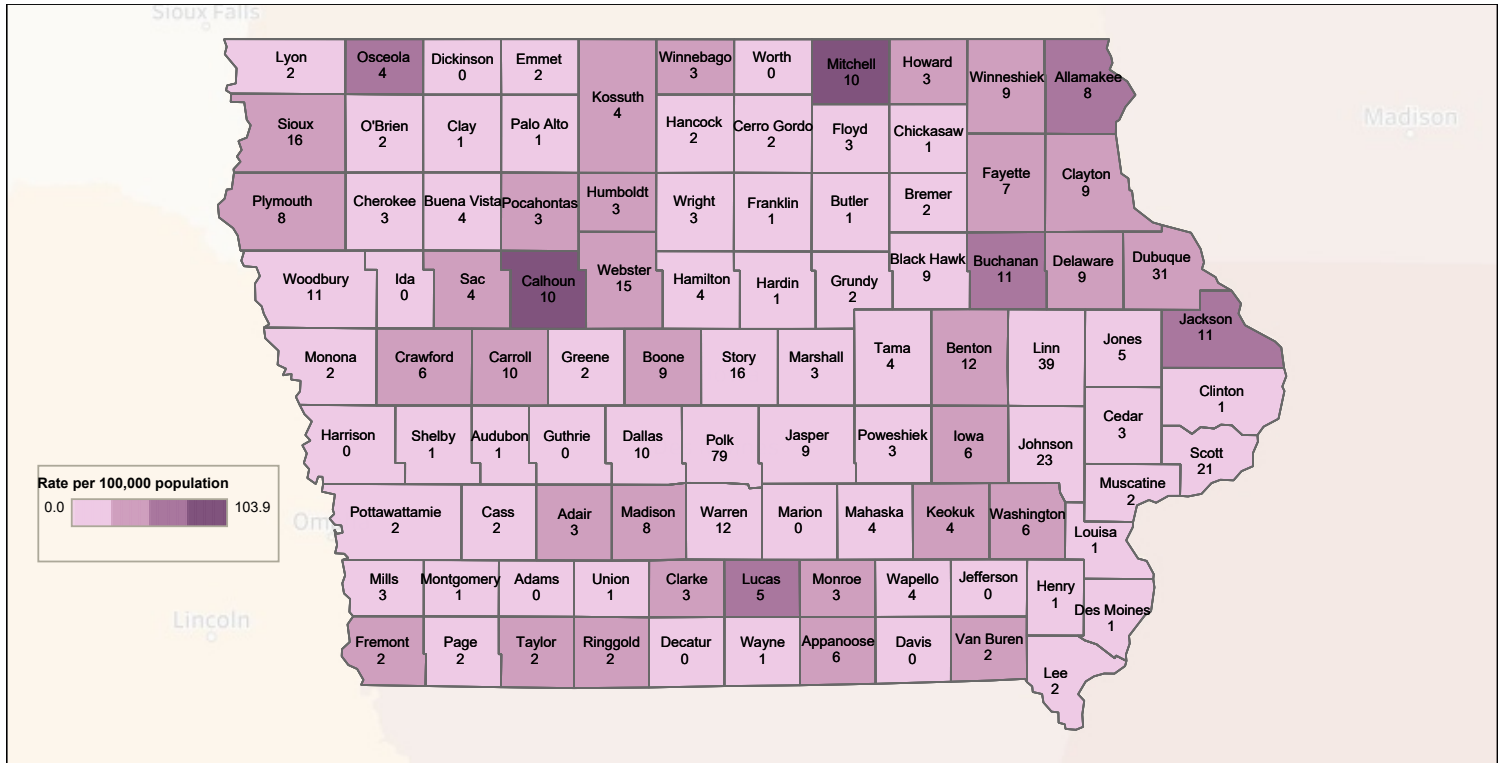 Sioux Falls
Lyon
2
Osceola
4
Dickinson
0
Emmet
2
Kossuth
4
Winnebago
3
Worth
0
Mitchell
10
Howard
3
Winneshiek
9
Allamakee
8
Madison
Sioux
16
O'Brien
2
Clay
1
Palo Alto
1
Hancock
2
Cerro Gordo
2
Floyd
3
Chickasaw
1
Fayette
7
Clayton
9
Plymouth
8
Cherokee
3
Buena Vista
4
Pocahontas
3
Humboldt
3
Wright
3
Franklin
1
Butler
1
Bremer
2
Woodbury
11
Ida
0
Sac
4
Calhoun
10
Webster
15
Hamilton
4
Hardin
1
Grundy
2
Black Hawk
9
Buchanan
11
Delaware
9
Dubuque
31
Monona
2
Crawford
6
Carroll
10
Greene
2
Boone
9
Story
16
Marshall
3
Tama
4
Benton
12
Linn
39
Jones
5
Jackson
11
Clinton
1
Harrison
0
Shelby
1
Audubon
1
Guthrie
0
Dallas
10
Polk
79
Jasper
9
Poweshiek
3
Iowa
6
Johnson
23
Cedar
3
Scott
21
Muscatine
2
Rate per 100,000 population
0.0
103.9
Om
Pottawattamie
2
Cass
2
Adair
3
Madison
8
Warren
12
Marion
0
Mahaska
4
Keokuk
4
Washington
6
Louisa
1
Lincoln
Mills
3
Montgomery
1
Adams
0
Union
1
Clarke
3
Lucas
5
Monroe
3
Wapello
4
Jefferson
0
Henry
1
Des Moines
1
Fremont
2
Page
2
Taylor
2
Ringgold
2
Decatur
0
Wayne
1
Appanoose
6
Davis
0
Van Buren
2
Lee
2